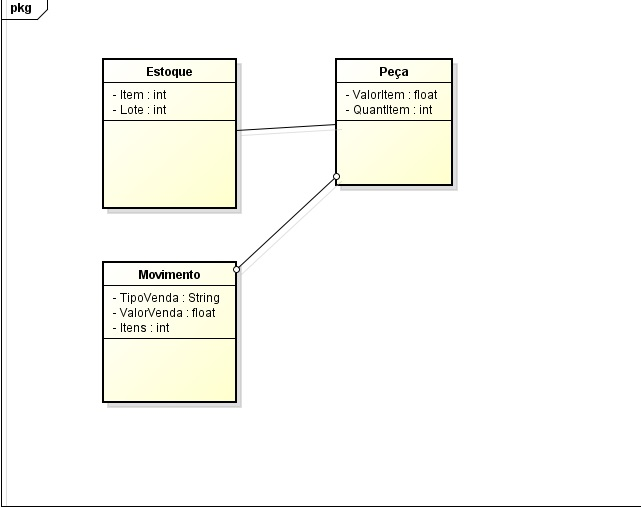 pkg
Estoque
- Item : int
- Lote : int
Peça
- ValorItem : float
- QuantItem : int
Movimento
- TipoVenda : String
- ValorVenda : float
- Itens : int